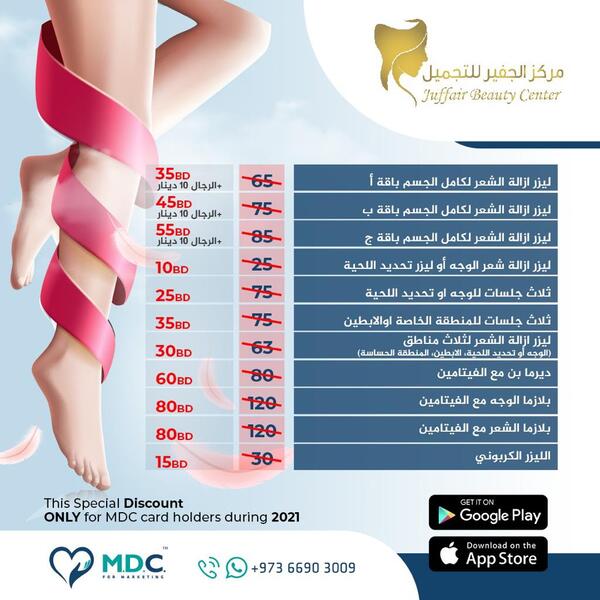 مركز الجفير للتجميل
Juffair Beauty Center
ليزر ازالة الشعر لكامل الجسم باقة أ 65 35BD +الرجال 10 دينار
ليزر ازالة الشعر لكامل الجسم باقة ب 75 45BD +الرجال 10 دينار
ليزر ازالة الشعر لكامل الجسم باقة ج 85 55BD +الرجال 10 دينار
ليزر ازالة شعر الوجه أو ليزر تحديد اللحية 25 10BD
ثلاث جلسات للوجه او تحديد اللحية 75 25BD
ثلاث جلسات للمنطقة الخاصة اوالابطين 75 35BD
ليزر ازالة الشعر لثلاث مناطق 63 30BD
(الوجه أو تحديد اللحية، الابطين، المنطقة الحساسة)
ديرما بن مع الفيتامين 80 60BD
بلازما الوجه مع الفيتامين 120 80BD
بلازما الشعر مع الفيتامين 120 80BD
الليزر الكربوني 30 15BD
This Special Discount
ONLY for MDC card holders during 2021
GET IT ON
Google Play
Download on the
App Store
M.D.C. TM
FOR MARKETING
+973 6690 3009